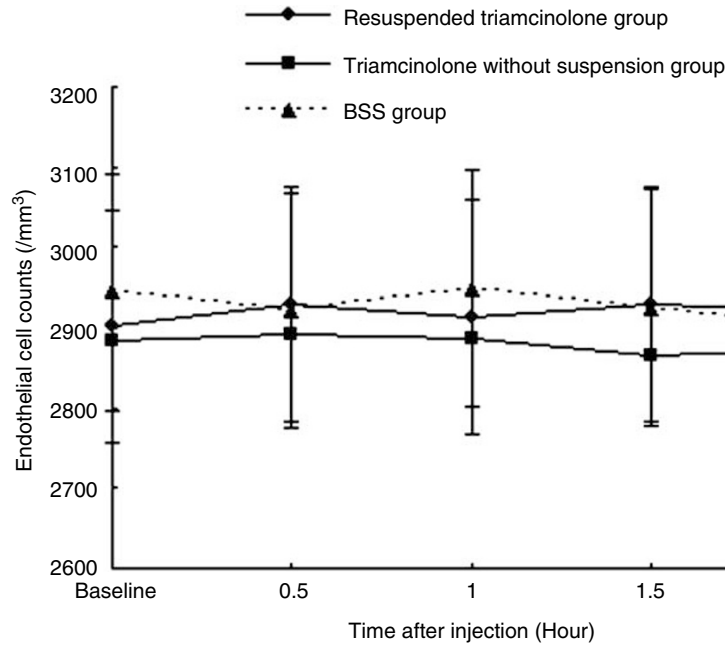 Resuspended triamcinolone group
Triamcinolone without suspension group
BSS group
Endothelial cell counts (/mm³)
3200
3100
3000
2900
2800
2700
2600
Baseline
0.5
1
1.5
Time after injection (Hour)